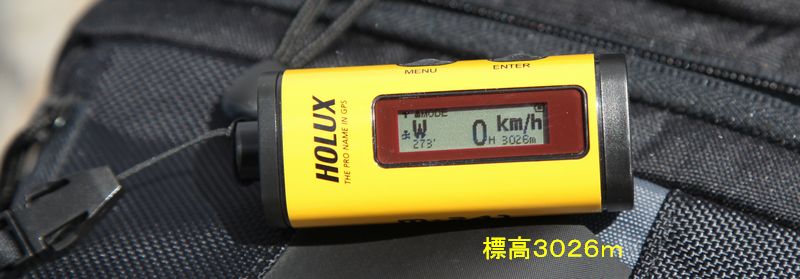 MENU ENTER
HOLUX
THE PRO NAME IN GPS
MODE
W 0 km/h
273° H 3026m
標高3026m